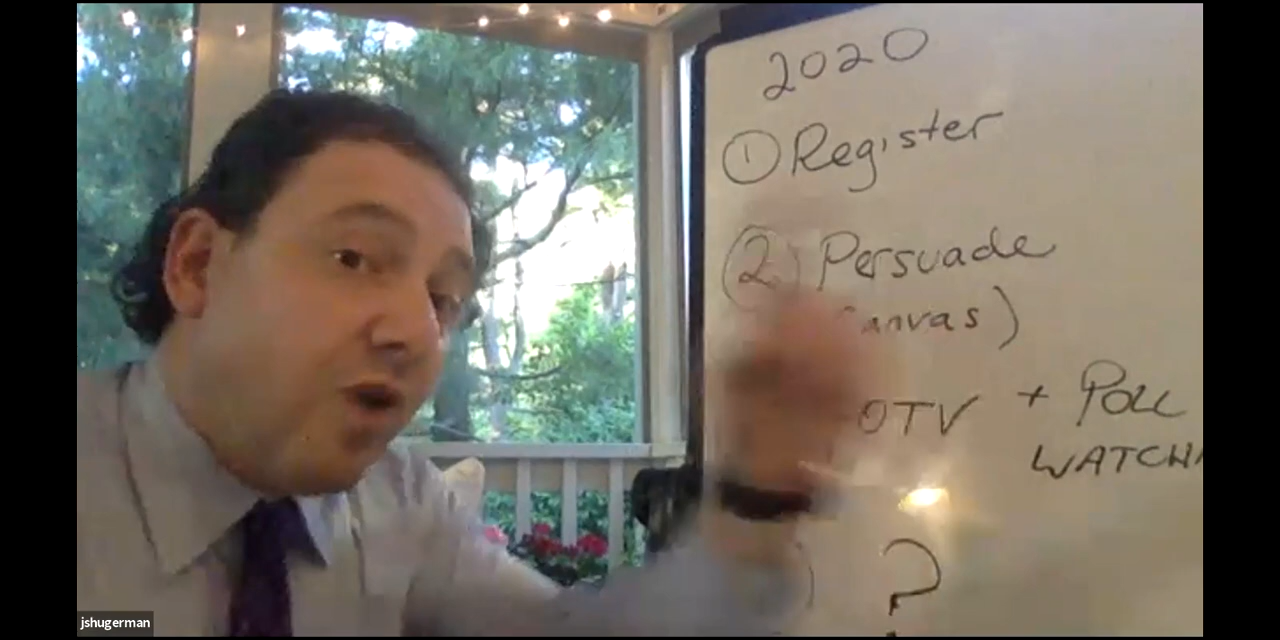 2020
① Register
② Persuade
anvas)
OTV + POLL
WATCH
?
jshugerman